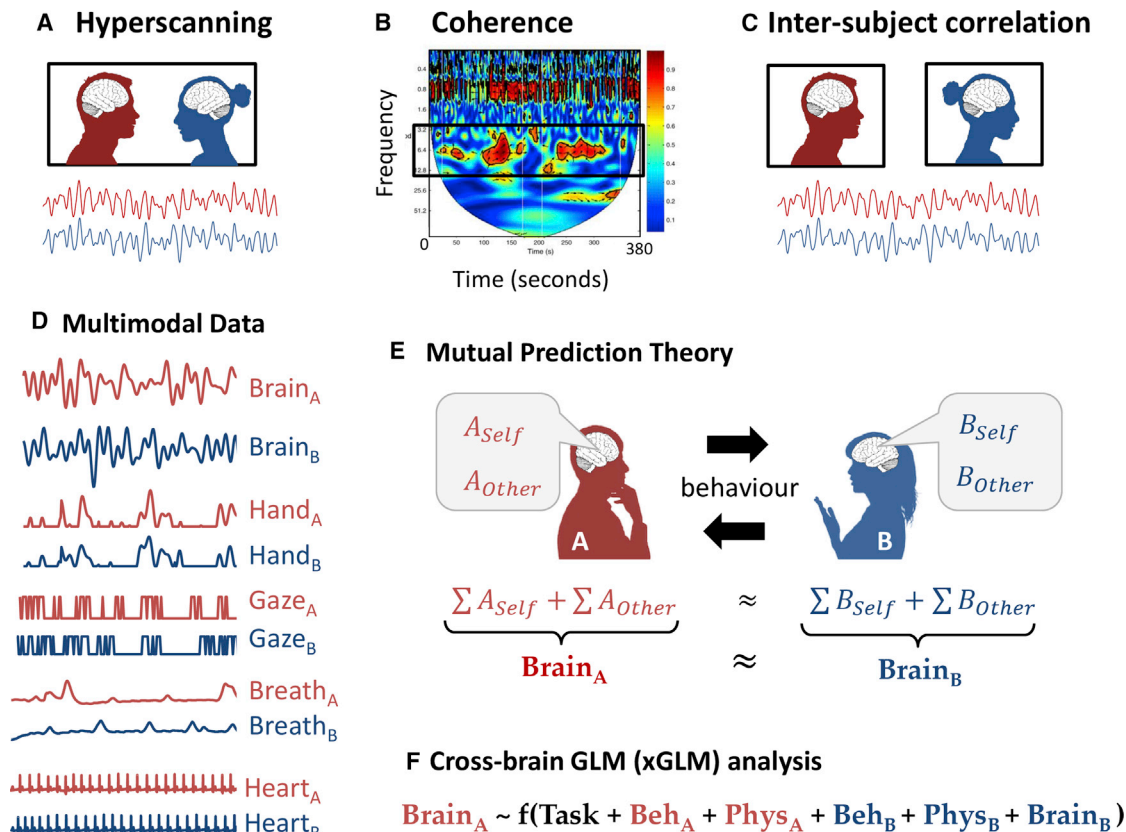 A Hyperscanning
B Coherence
Frequency
0.4
0.8
1.6
3.2
6.4
12.8
25.6
51.2
0.9
0.8
0.7
0.6
0.5
0.4
0.3
0.2
0.1
0 50 100 150 200 250 300 380
Time (s)
Time (seconds)
C Inter-subject correlation
D Multimodal Data
Brain_A
Brain_B
Hand_A
Hand_B
Gaze_A
Gaze_B
Breath_A
Breath_B
Heart_A
Heart_B
E Mutual Prediction Theory
A_Self
A_Other
behaviour
B_Self
B_Other
A
B
∑ A_Self + ∑ A_Other ≈ ∑ B_Self + ∑ B_Other
Brain_A ≈ Brain_B
F Cross-brain GLM (xGLM) analysis
Brain_A ~ f(Task + Beh_A + Phys_A + Beh_B + Phys_B + Brain_B)